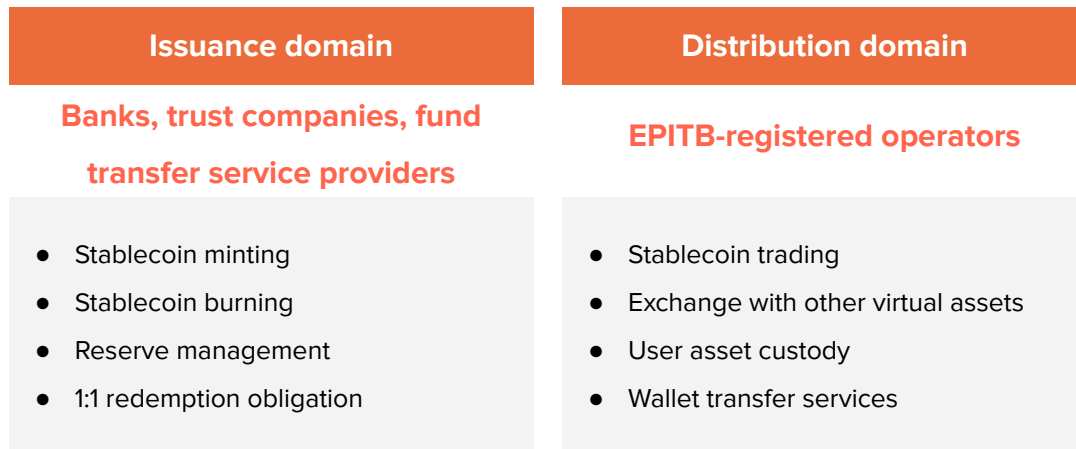 Issuance domain
Banks, trust companies, fund
transfer service providers
● Stablecoin minting
● Stablecoin burning
● Reserve management
● 1:1 redemption obligation
Distribution domain
EPITB-registered operators
● Stablecoin trading
● Exchange with other virtual assets
● User asset custody
● Wallet transfer services